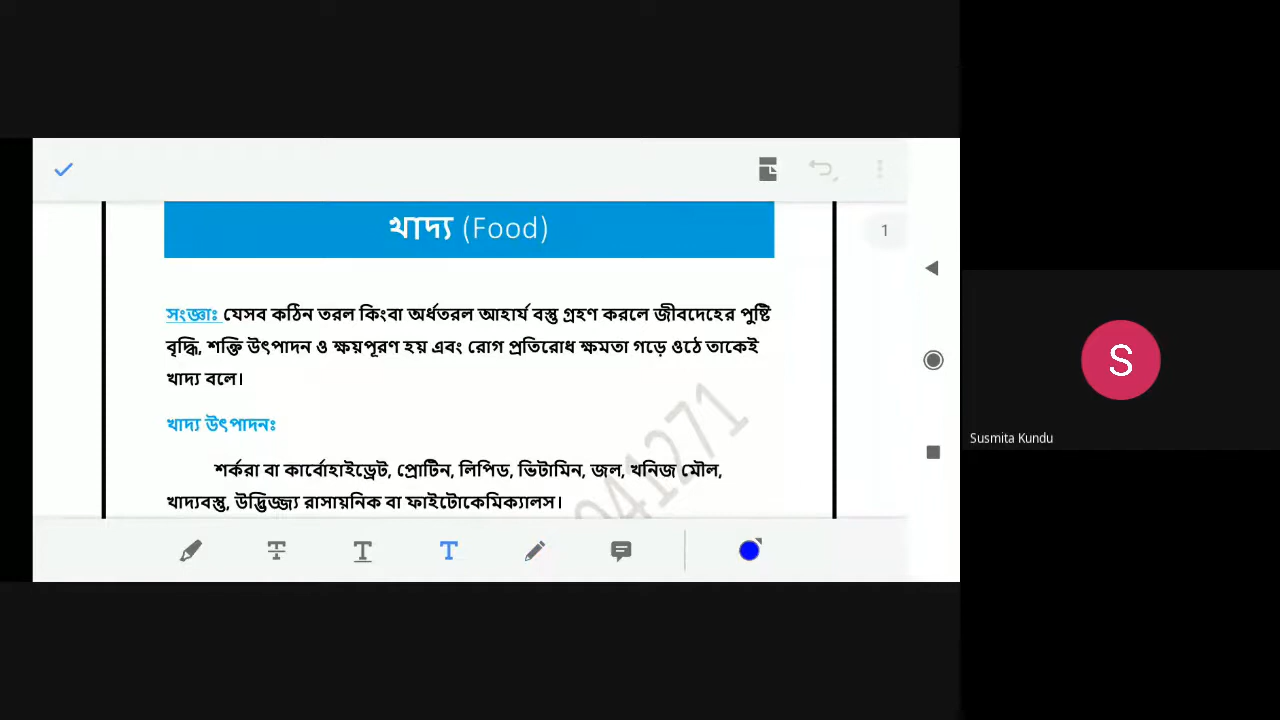 খাদ্য (Food)
1
সংজ্ঞাঃ যেসব কঠিন তরল কিংবা অর্ধতরল আহার্য বস্তু গ্রহণ করলে জীবদেহের পুষ্টি
বৃদ্ধি, শক্তি উৎপাদন ও ক্ষয়পূরণ হয় এবং রোগ প্রতিরোধ ক্ষমতা গড়ে ওঠে তাকেই
খাদ্য বলে।
খাদ্য উৎপাদনঃ
শর্করা বা কার্বোহাইড্রেট, প্রোটিন, লিপিড, ভিটামিন, জল, খনিজ মৌল,
খাদ্যবস্তু, উদ্ভিজ্জ্য রাসায়নিক বা ফাইটোকেমিক্যালস।
041271
S
Susmita Kundu